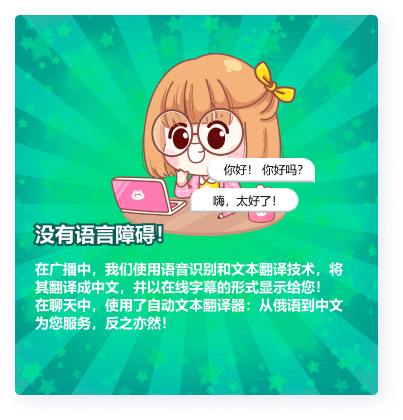 你好！ 你好吗?
嗨，太好了！
没有语言障碍！
在广播中，我们使用语音识别和文本翻译技术，将
其翻译成中文，并以在线字幕的形式显示给您！
在聊天中，使用了自动文本翻译器：从俄语到中文
为您服务，反之亦然！